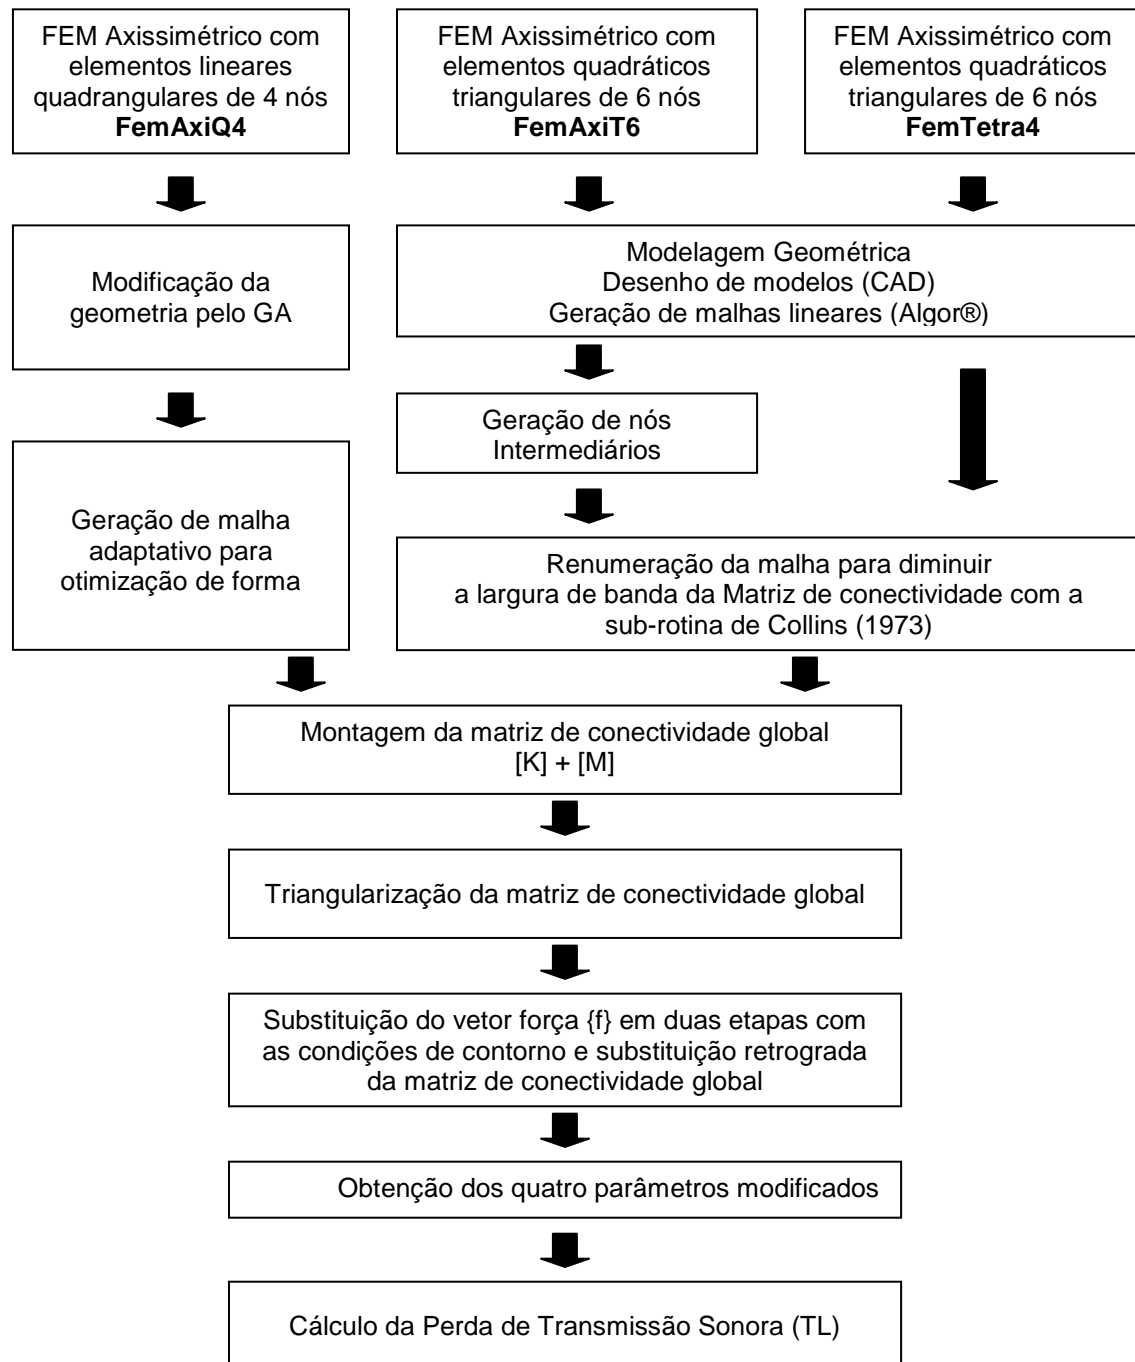 FEM Axissimétrico com
elementos lineares
quadrangulares de 4 nós
FemAxiQ4
FEM Axissimétrico com
elementos quadráticos
triangulares de 6 nós
FemAxiT6
FEM Axissimétrico com
elementos quadráticos
triangulares de 6 nós
FemTetra4
Modificação da
geometria pelo GA
Modelagem Geométrica
Desenho de modelos (CAD)
Geração de malhas lineares (Algor®)
Geração de nós
Intermediários
Geração de malha
adaptativo para
otimização de forma
Renumeração da malha para diminuir
a largura de banda da Matriz de conectividade com a
sub-rotina de Collins (1973)
Montagem da matriz de conectividade global
[K] + [M]
Triangularização da matriz de conectividade global
Substituição do vetor força {f} em duas etapas com
as condições de contorno e substituição retrograda
da matriz de conectividade global
Obtenção dos quatro parâmetros modificados
Cálculo da Perda de Transmissão Sonora (TL)